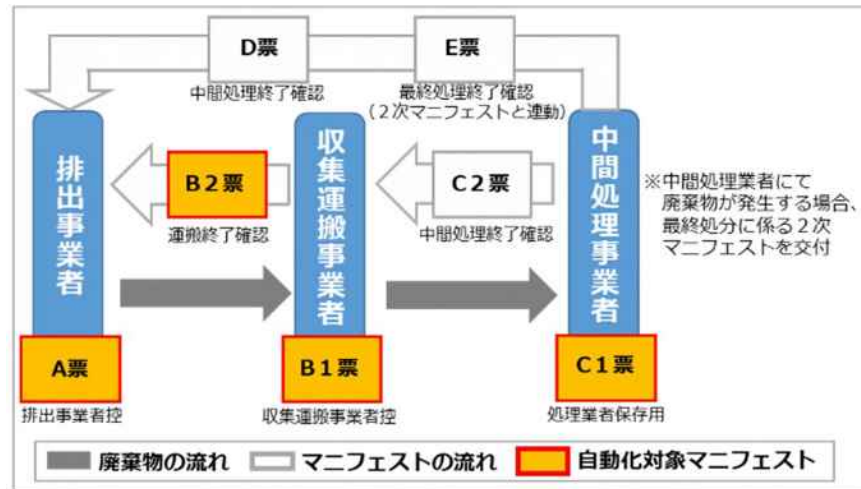 D票
E票
中間処理終了確認
最終処理終了確認
(２次マニフェストと連動)
排出事業者
B２票
運搬終了確認
収集運搬事業者
C２票
中間処理終了確認
中間処理事業者
※中間処理業者にて
廃棄物が発生する場合、
最終処分に係る２次
マニフェストを交付
A票
排出事業者控
B１票
収集運搬事業者控
C１票
処理業者保存用
廃棄物の流れ
マニフェストの流れ
自動化対象マニフェスト